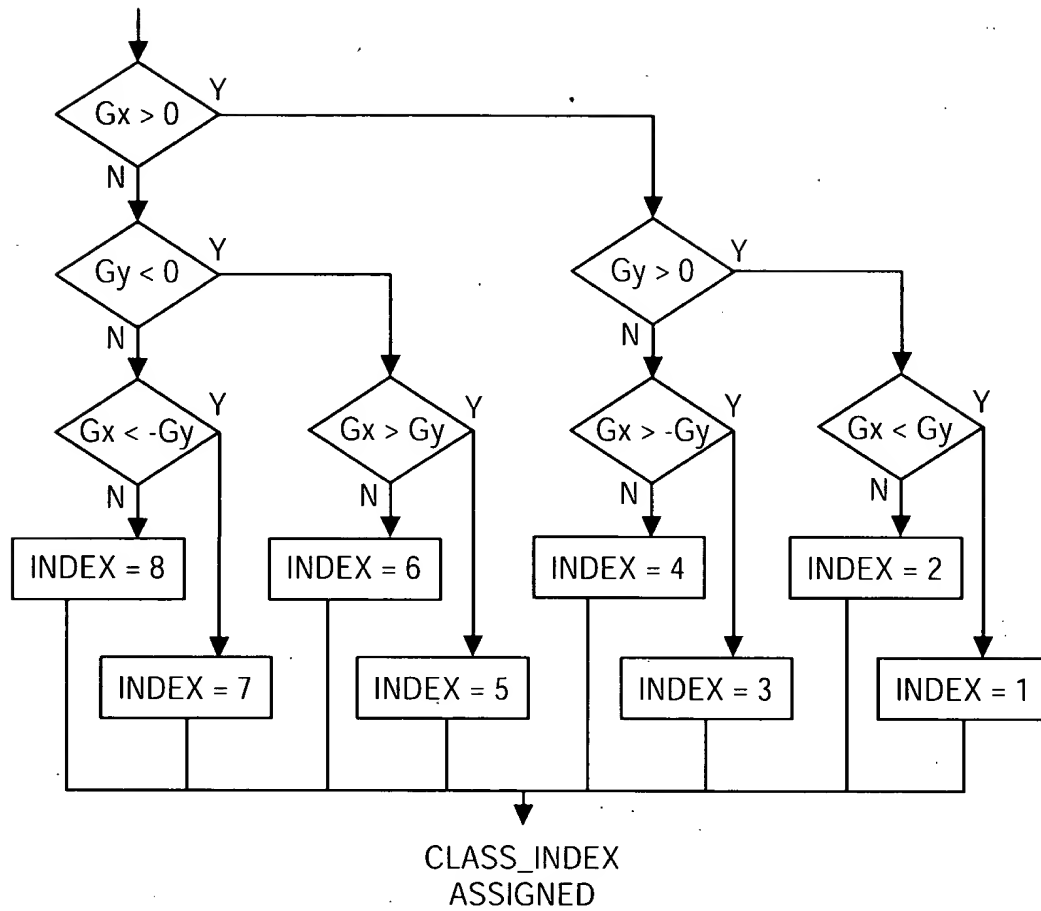 Y
Gx > 0
N
Y
Y
Gy < 0
Gy > 0
N
N
Y
Y
Y
Y
Gx < -Gy
Gx > Gy
Gx > -Gy
Gx < Gy
N
N
N
N
INDEX = 8
INDEX = 6
INDEX = 4
INDEX = 2
INDEX = 7
INDEX = 5
INDEX = 3
INDEX = 1
CLASS_INDEX
ASSIGNED